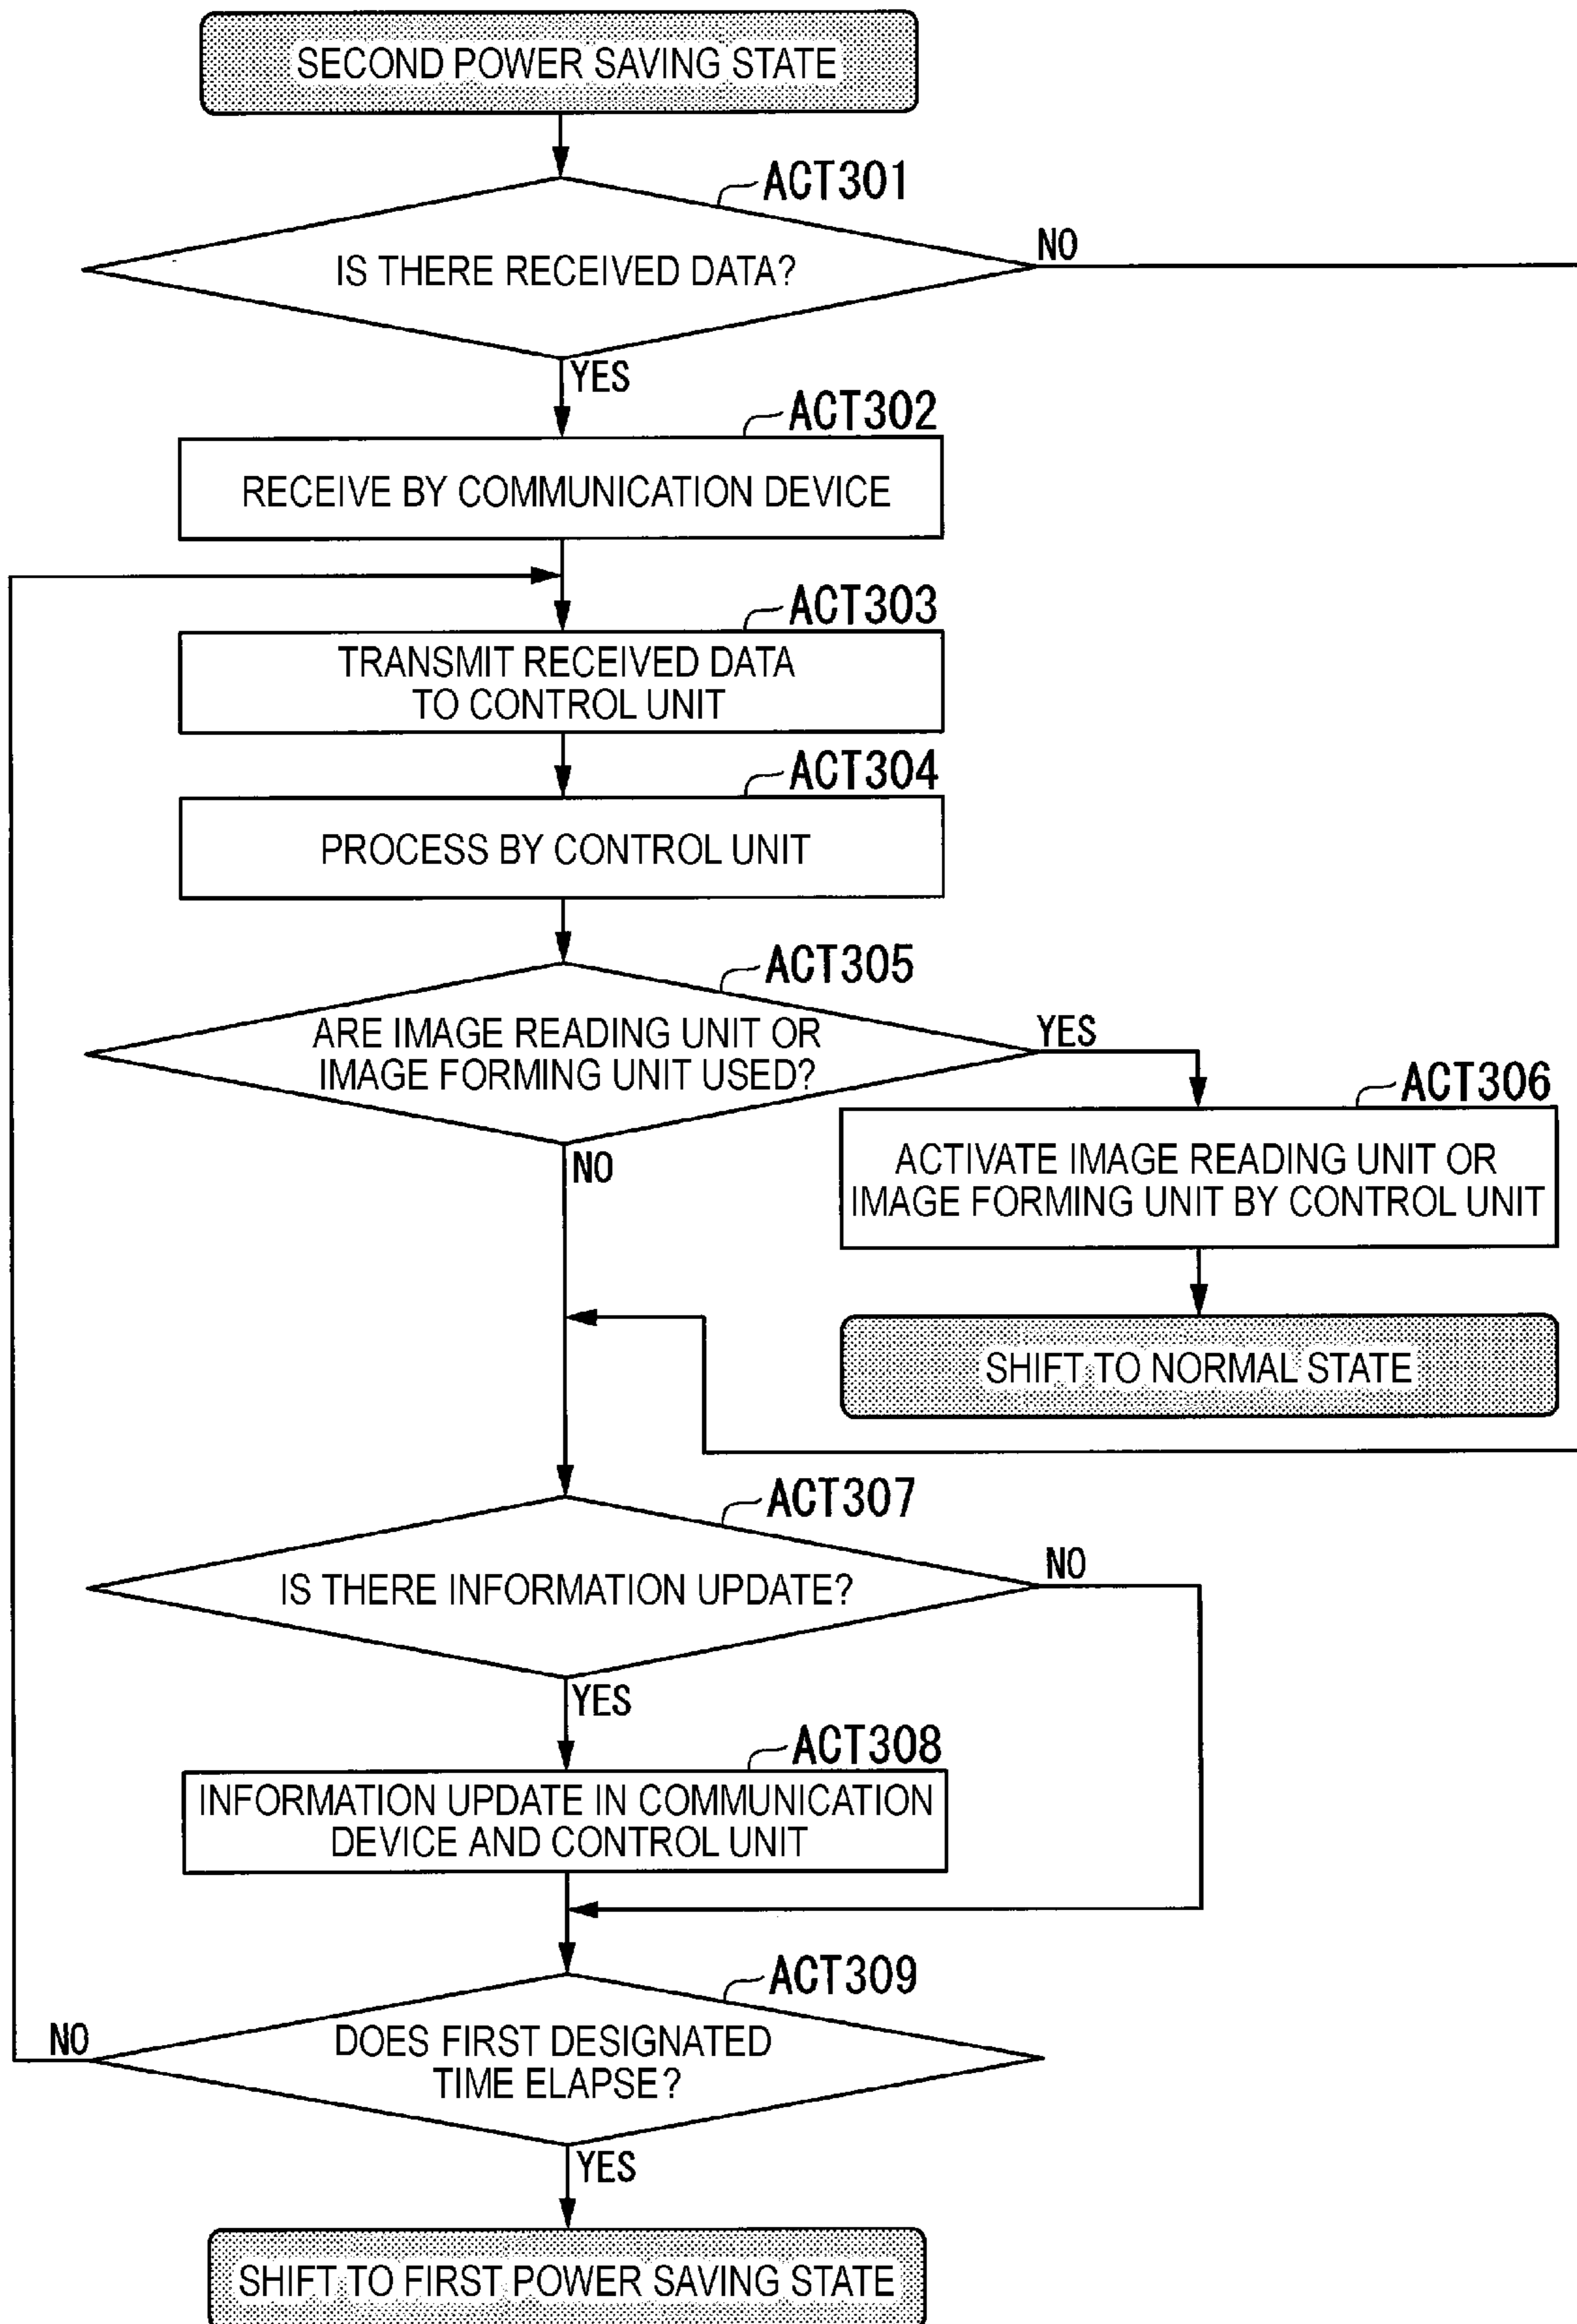 SECOND POWER SAVING STATE
ACT301
IS THERE RECEIVED DATA?
NO
YES
ACT302
RECEIVE BY COMMUNICATION DEVICE
ACT303
TRANSMIT RECEIVED DATA
TO CONTROL UNIT
ACT304
PROCESS BY CONTROL UNIT
ACT305
ARE IMAGE READING UNIT OR
IMAGE FORMING UNIT USED?
YES
NO
ACT306
ACTIVATE IMAGE READING UNIT OR
IMAGE FORMING UNIT BY CONTROL UNIT
SHIFT TO NORMAL STATE
ACT307
IS THERE INFORMATION UPDATE?
NO
YES
ACT308
INFORMATION UPDATE IN COMMUNICATION
DEVICE AND CONTROL UNIT
ACT309
DOES FIRST DESIGNATED
TIME ELAPSE?
NO
YES
SHIFT TO FIRST POWER SAVING STATE